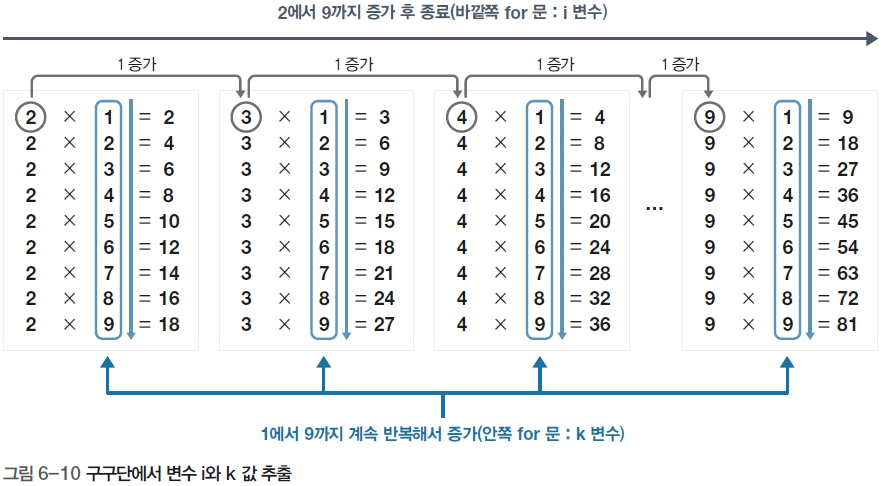 2에서 9까지 증가 후 종료(바깥쪽 for 문 : i 변수)
1 증가 1 증가 1 증가 1 증가
2 × 1 = 2 3 × 1 = 3 4 × 1 = 4 9 × 1 = 9
2 × 2 = 4 3 × 2 = 6 4 × 2 = 8 9 × 2 = 18
2 × 3 = 6 3 × 3 = 9 4 × 3 = 12 9 × 3 = 27
2 × 4 = 8 3 × 4 = 12 4 × 4 = 16 9 × 4 = 36
2 × 5 = 10 3 × 5 = 15 4 × 5 = 20 ... 9 × 5 = 45
2 × 6 = 12 3 × 6 = 18 4 × 6 = 24 9 × 6 = 54
2 × 7 = 14 3 × 7 = 21 4 × 7 = 28 9 × 7 = 63
2 × 8 = 16 3 × 8 = 24 4 × 8 = 32 9 × 8 = 72
2 × 9 = 18 3 × 9 = 27 4 × 9 = 36 9 × 9 = 81
1에서 9까지 계속 반복해서 증가(안쪽 for 문 : k 변수)
그림 6-10 구구단에서 변수 i와 k 값 추출